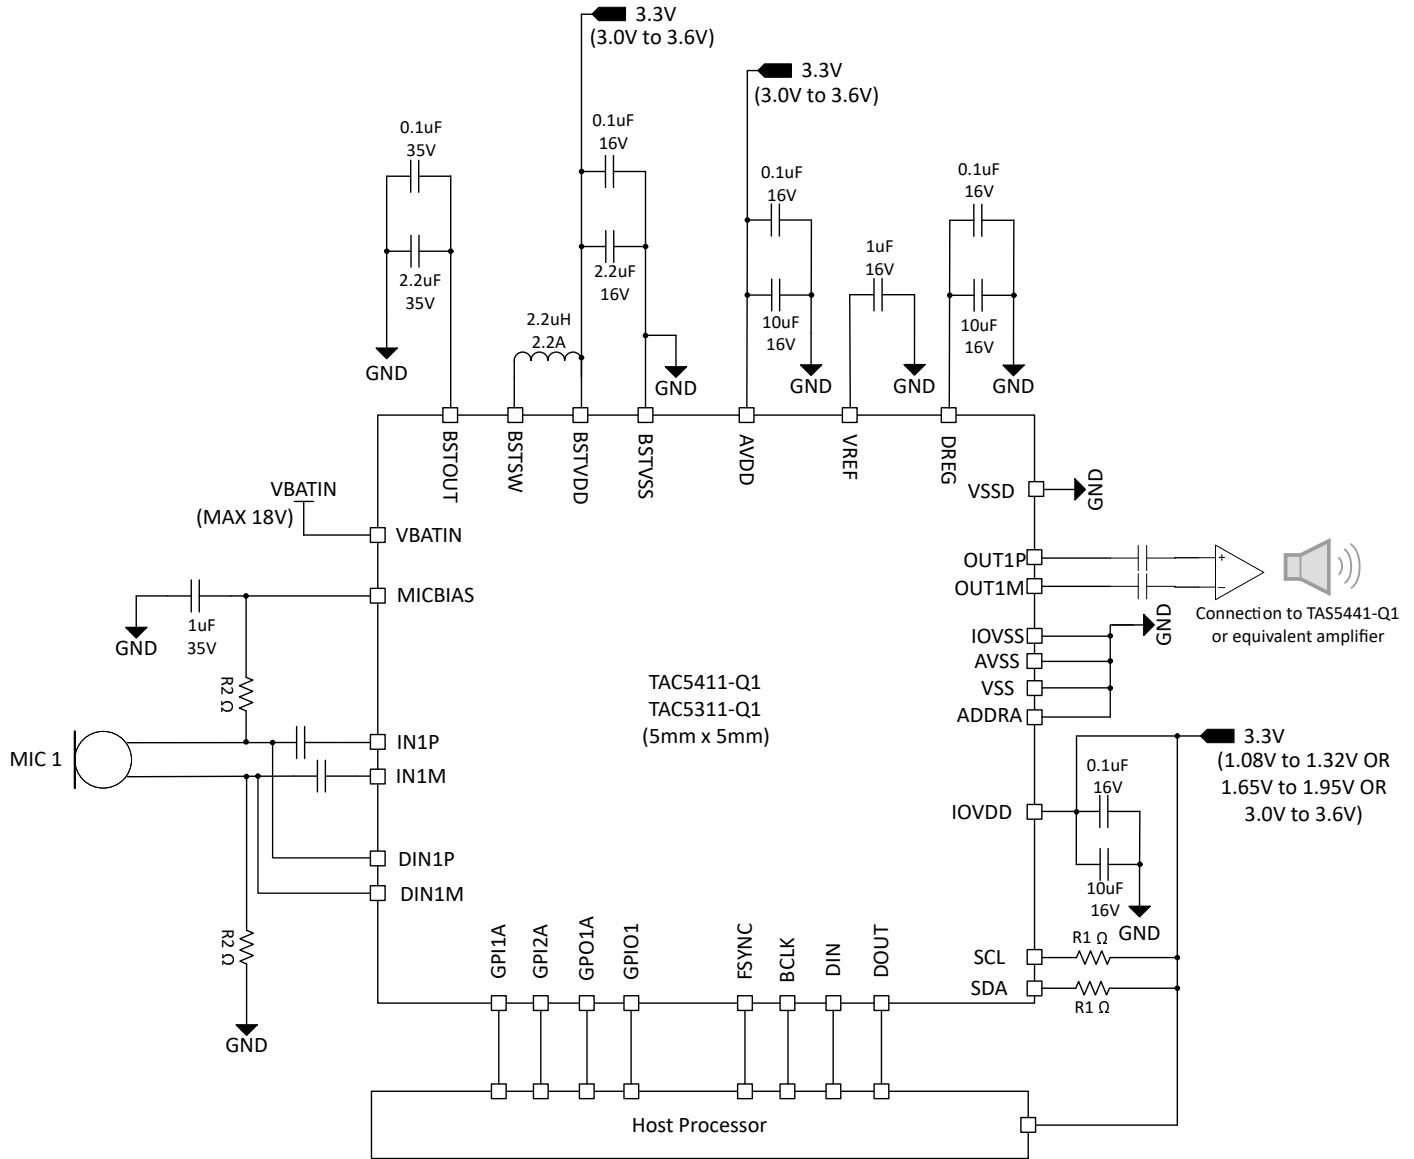 3.3V
(3.0V to 3.6V)
3.3V
(3.0V to 3.6V)
0.1uF
35V
2.2uF
35V
GND
2.2uH
2.2A
0.1uF
16V
2.2uF
16V
GND
0.1uF
16V
10uF
16V
GND
1uF
16V
GND
0.1uF
16V
10uF
16V
GND
BSTOUT
BSTSW
BSTVDD
BSTVSS
AVDD
VREF
DREG
VBATIN
(MAX 18V)
VBATIN
MICBIAS
1uF
35V
GND
R2 Ω
MIC 1
IN1P
IN1M
DIN1P
DIN1M
R2 Ω
GND
TAC5411-Q1
TAC5311-Q1
(5mm x 5mm)
VSSD
GND
OUT1P
OUT1M
+
−
Connection to TAS5441-Q1
or equivalent amplifier
IOVSS
AVSS
VSS
ADDRA
GND
3.3V
(1.08V to 1.32V OR
1.65V to 1.95V OR
3.0V to 3.6V)
IOVDD
0.1uF
16V
10uF
16V
GND
SCL
R1 Ω
SDA
R1 Ω
GPI1A
GPI2A
GPO1A
GPIO1
FSYNC
BCLK
DIN
DOUT
Host Processor